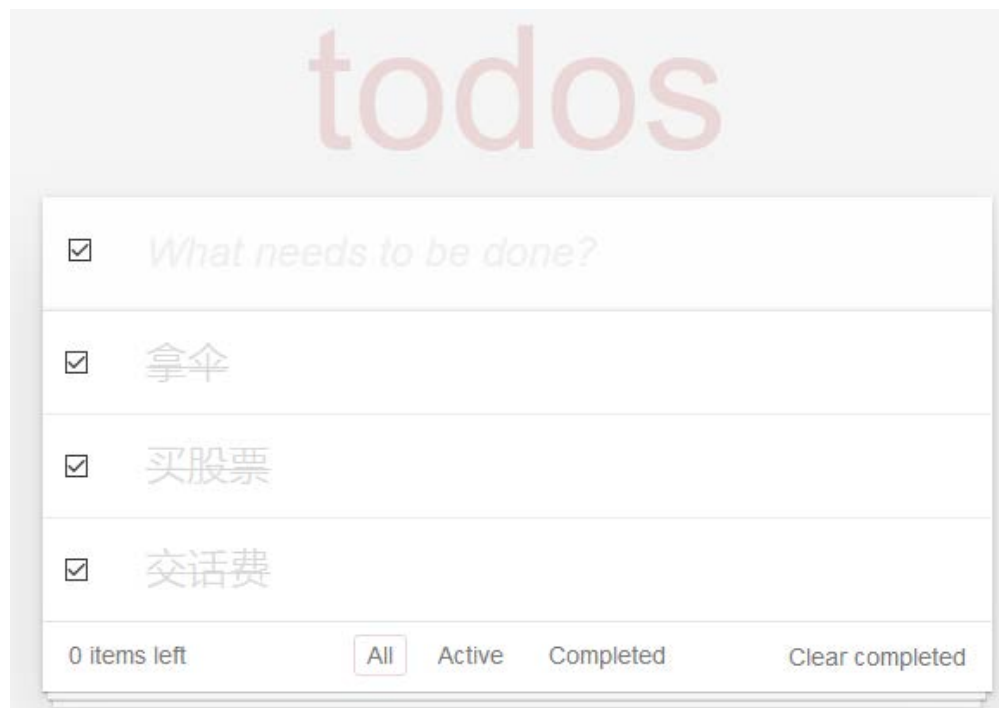 todos
What needs to be done?
拿伞
买股票
交话费
0 items left All Active Completed Clear completed